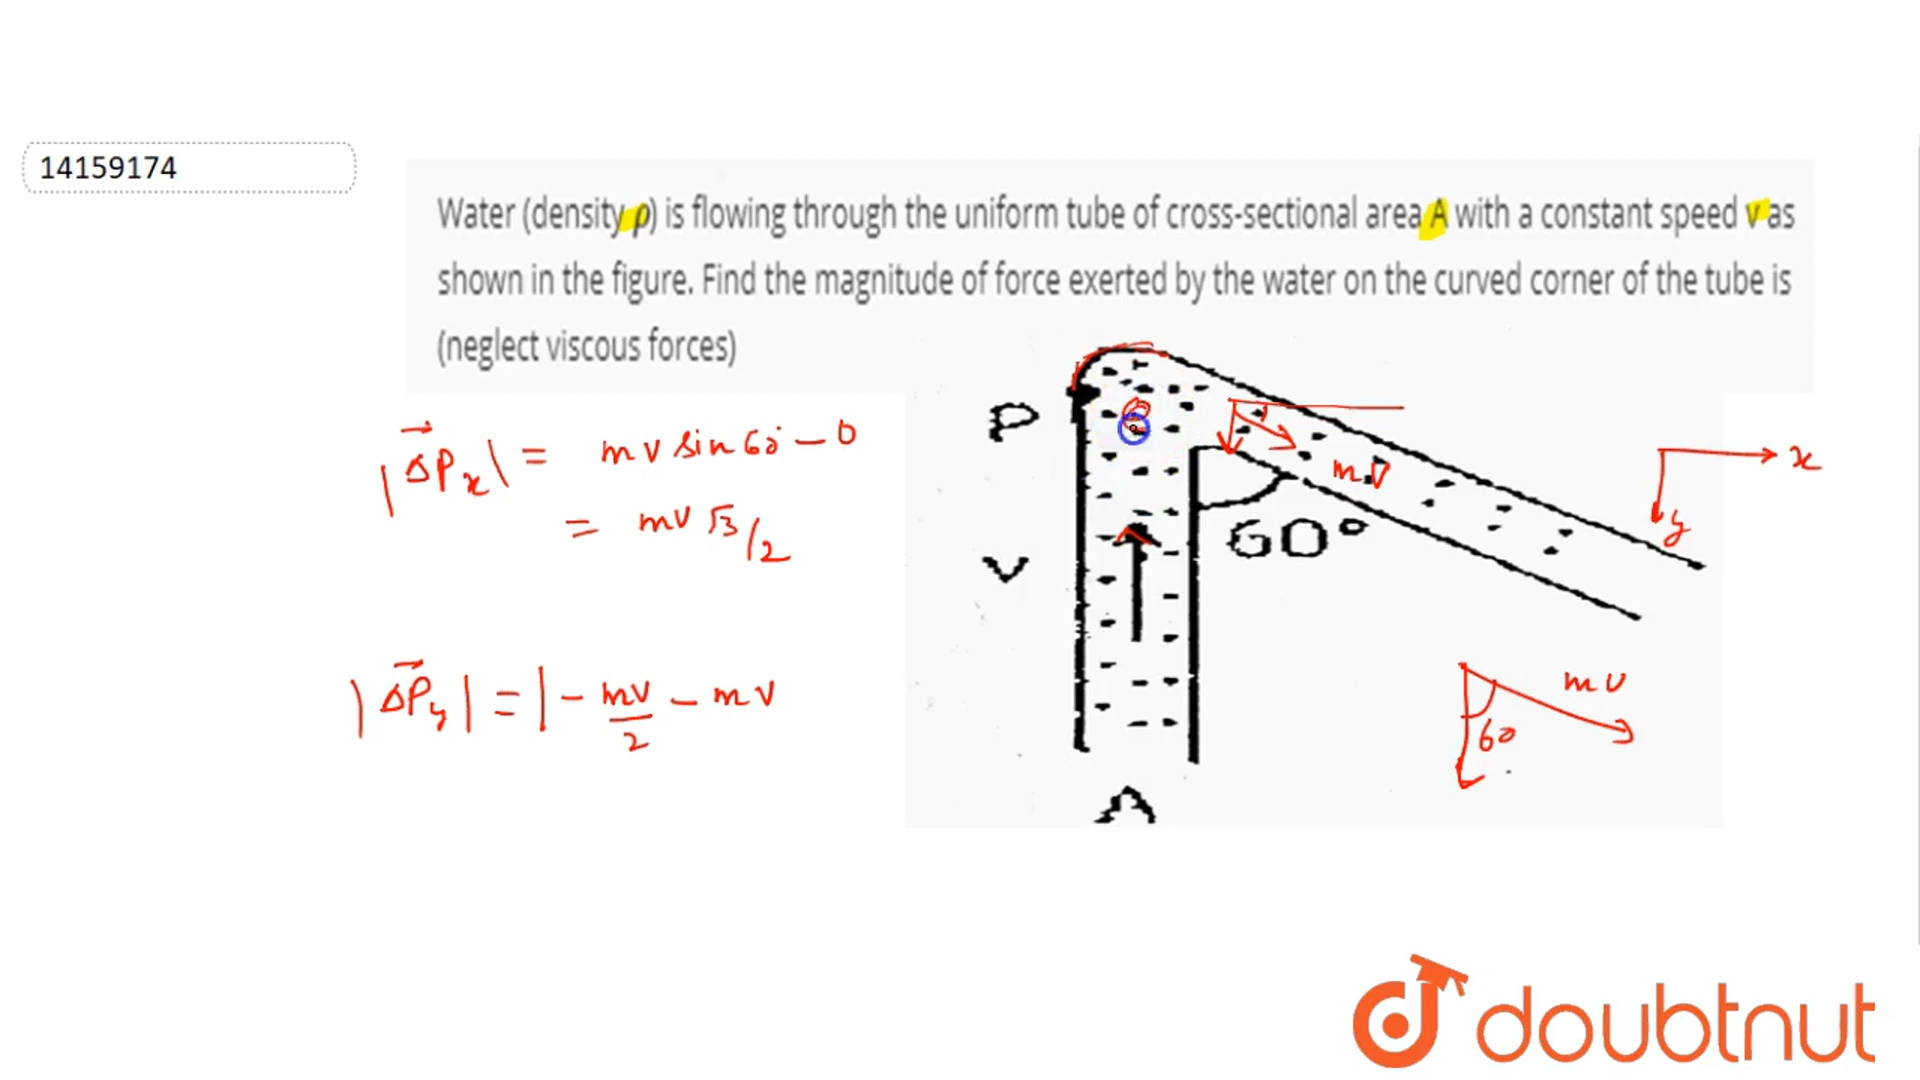 14159174
Water (density ρ) is flowing through the uniform tube of cross-sectional area A with a constant speed v as
shown in the figure. Find the magnitude of force exerted by the water on the curved corner of the tube is
(neglect viscous forces)
|ΔPx| = mv sin60° - 0
= mv √3/2
|ΔPy| = |- mv/2 - mv
ρ
v
A
60°
mv
x
y
mv
60
doubtnut